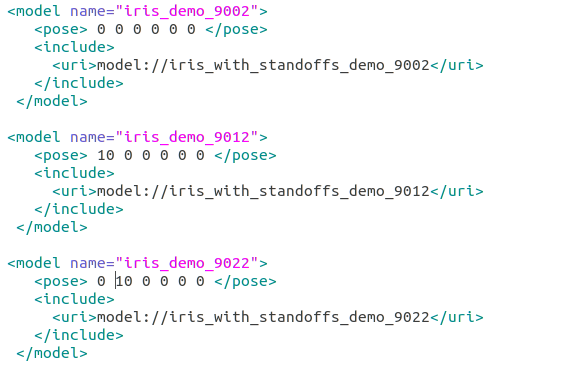 <model name="iris_demo_9002">
<pose> 0 0 0 0 0 0 </pose>
<include>
<uri>model://iris_with_standoffs_demo_9002</uri>
</include>
</model>
<model name="iris_demo_9012">
<pose> 10 0 0 0 0 0 </pose>
<include>
<uri>model://iris_with_standoffs_demo_9012</uri>
</include>
</model>
<model name="iris_demo_9022">
<pose> 0 10 0 0 0 0 </pose>
<include>
<uri>model://iris_with_standoffs_demo_9022</uri>
</include>
</model>